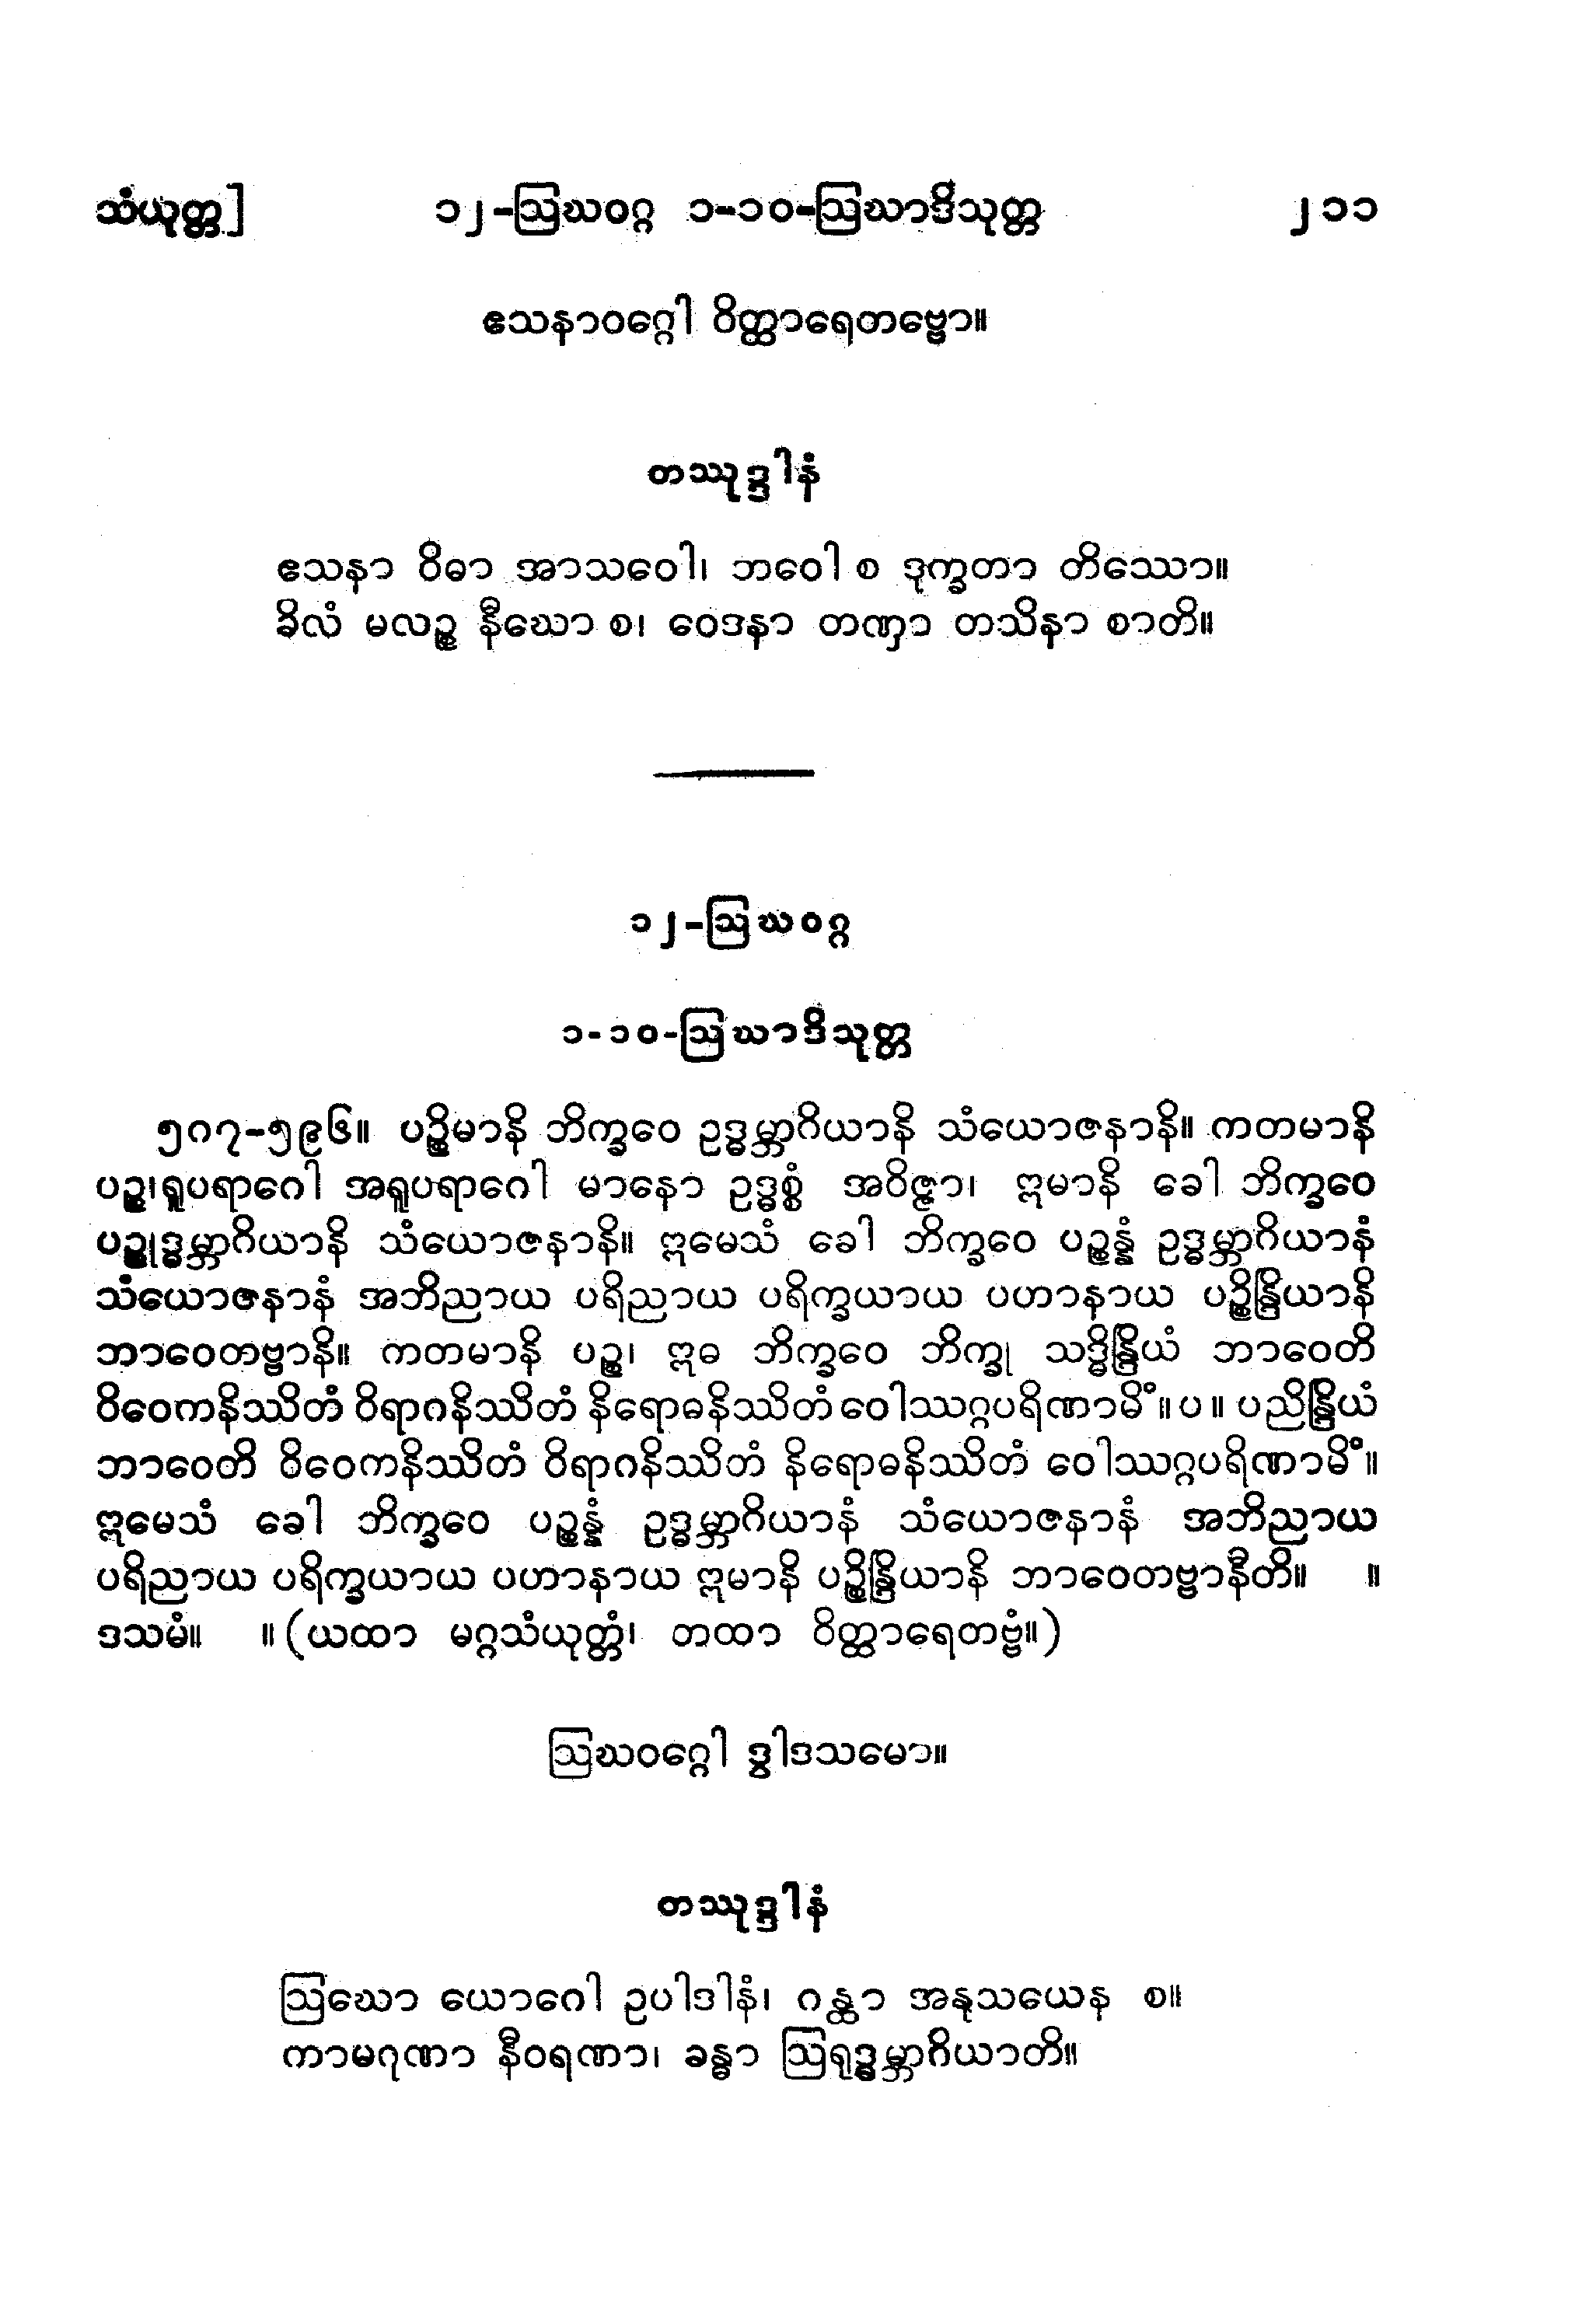 သံယုတ္တ] ၁၂-ဩဃဝဂ္ဂ ၁-၁၀-ဩဃာဒိသုတ္တ ၂၁၁
ဧသနာဝဂ္ဂေါ ဝိတ္ထာရေတဗ္ဗော။
တဿုဒ္ဒါနံ
ဧသနာ ဝိဓာ အာသဝေါ၊ ဘဝေါ စ ဒုက္ခတာ တိဿော။
ခိလံ မလဉ္စ နီဃော စ၊ ဝေဒနာ တဏှာ တသိနာ စာတိ။
၁၂-ဩဃဝဂ္ဂ
၁-၁၀-ဩဃာဒိသုတ္တ
၅၈၇-၅၉၆။ ပဉ္စိမာနိ ဘိက္ခဝေ ဥဒ္ဓမ္ဘာဂိယာနိ သံယောဇနာနိ။ ကတမာနိ
ပဉ္စ၊ရူပရာဂေါ အရူပရာဂေါ မာနော ဥဒ္ဓစ္စံ အဝိဇ္ဇာ၊ ဣမာနိ ခေါ ဘိက္ခဝေ
ပဉ္စုဒ္ဓမ္ဘာဂိယာနိ သံယောဇနာနိ။ ဣမေသံ ခေါ ဘိက္ခဝေ ပဉ္စန္နံ ဥဒ္ဓမ္ဘာဂိယာနံ
သံယောဇနာနံ အဘိညာယ ပရိညာယ ပရိက္ခယာယ ပဟာနာယ ပဉ္စိန္ဒြိယာနိ
ဘာဝေတဗ္ဗာနိ။ ကတမာနိ ပဉ္စ၊ ဣဓ ဘိက္ခဝေ ဘိက္ခု သဒ္ဓိန္ဒြိယံ ဘာဝေတိ
ဝိဝေကနိဿိတံ ဝိရာဂနိဿိတံ နိရောဓနိဿိတံ ဝေါဿဂ္ဂပရိဏာမိံ။ ပ။ ပညိန္ဒြိယံ
ဘာဝေတိ ဝိဝေကနိဿိတံ ဝိရာဂနိဿိတံ နိရောဓနိဿိတံ ဝေါဿဂ္ဂပရိဏာမိံ။
ဣမေသံ ခေါ ဘိက္ခဝေ ပဉ္စန္နံ ဥဒ္ဓမ္ဘာဂိယာနံ သံယောဇနာနံ အဘိညာယ
ပရိညာယ ပရိက္ခယာယ ပဟာနာယ ဣမာနိ ပဉ္စိန္ဒြိယာနိ ဘာဝေတဗ္ဗာနီတိ။ ။
ဒသမံ။ ။ (ယထာ မဂ္ဂသံယုတ္တံ၊ တထာ ဝိတ္ထာရေတဗ္ဗံ။)
ဩဃဝဂ္ဂေါ ဒွါဒသမော။
တဿုဒ္ဒါနံ
ဩဃော ယောဂေါ ဥပါဒါနံ၊ ဂန္ထာ အနုသယေန စ။
ကာမဂုဏာ နီဝရဏာ၊ ခန္ဓာ ဩရုဒ္ဓမ္ဘာဂိယာတိ။